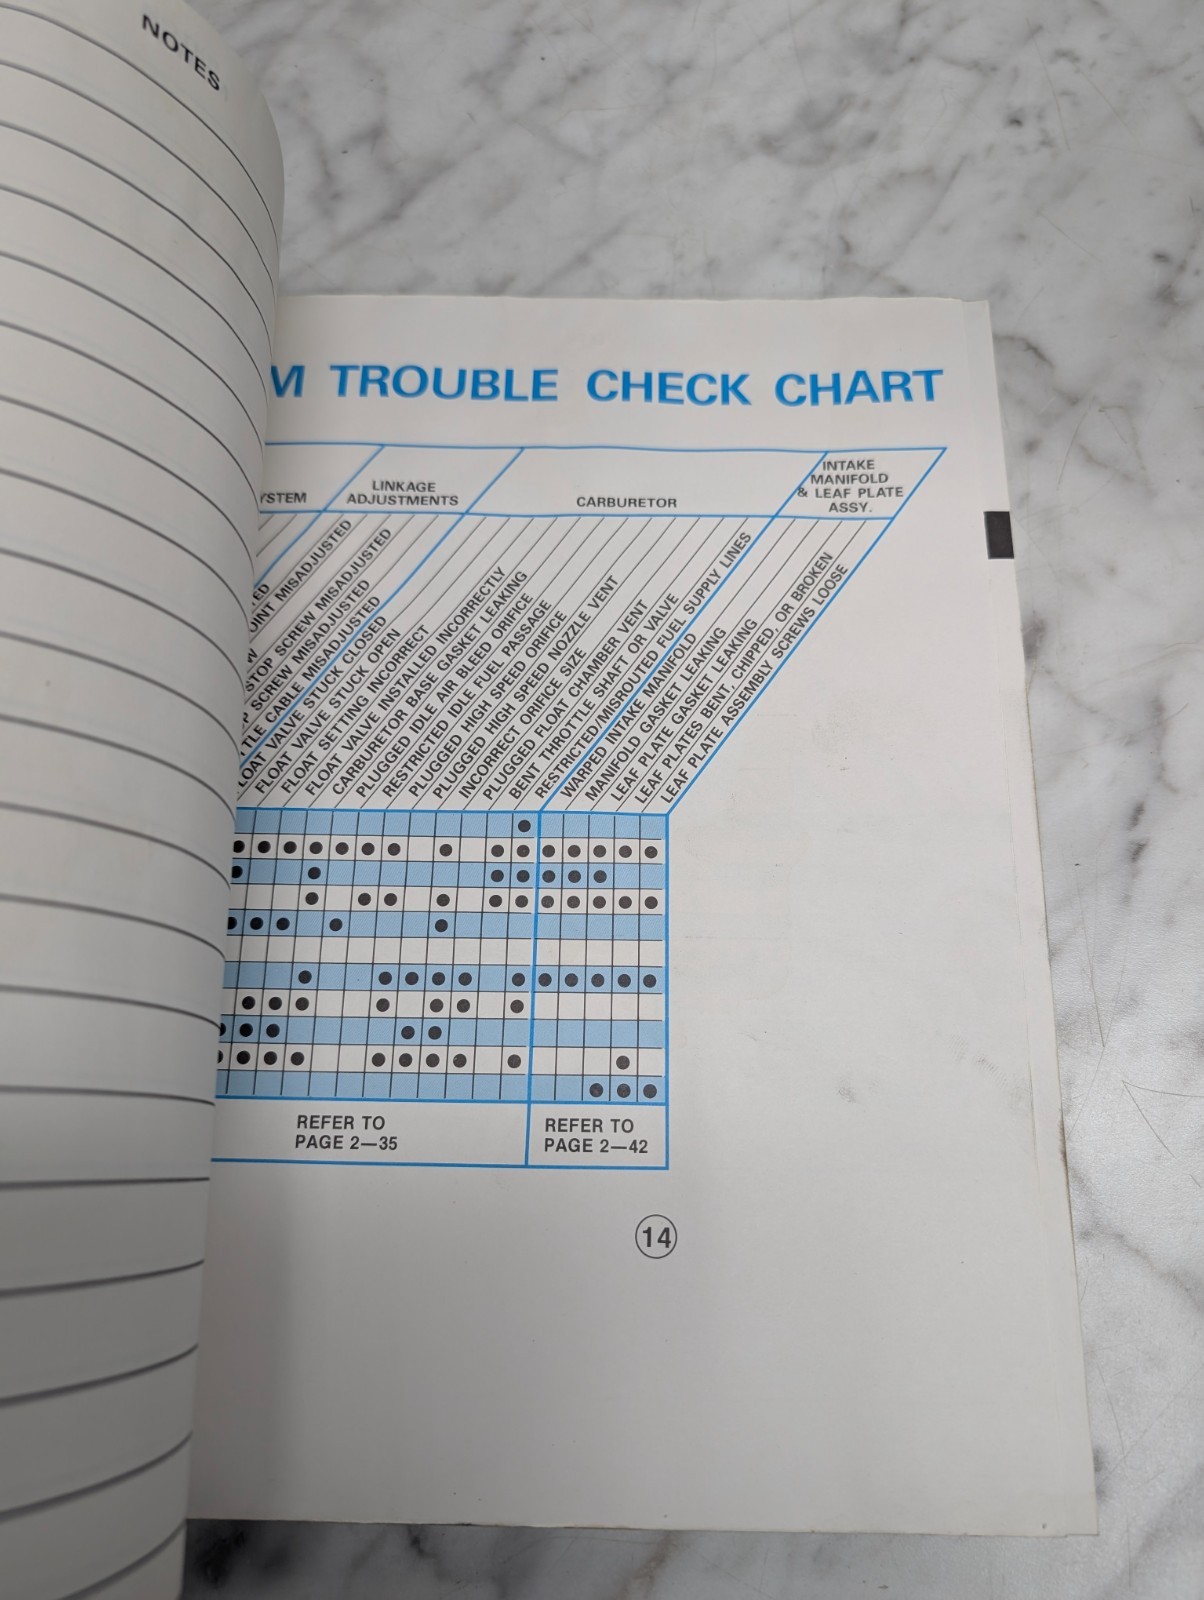 NOTES
M TROUBLE CHECK CHART
YSTEM
LINKAGE
ADJUSTMENTS
CARBURETOR
INTAKE
MANIFOLD
& LEAF PLATE
ASSY.
TED
OINT MISADJUSTED
W
STOP SCREW MISADJUSTED
P SCREW MISADJUSTED
TTLE CABLE MISADJUSTED
LOAT VALVE STUCK CLOSED
FLOAT VALVE STUCK OPEN
FLOAT SETTING INCORRECT
FLOAT VALVE INSTALLED INCORRECTLY
CARBURETOR BASE GASKET LEAKING
PLUGGED IDLE AIR BLEED ORIFICE
RESTRICTED IDLE FUEL PASSAGE
PLUGGED HIGH SPEED ORIFICE
PLUGGED HIGH SPEED NOZZLE VENT
INCORRECT ORIFICE SIZE
PLUGGED FLOAT CHAMBER VENT
BENT THROTTLE SHAFT OR VALVE
RESTRICTED/MISROUTED FUEL SUPPLY LINES
WARPED INTAKE MANIFOLD
MANIFOLD GASKET LEAKING
LEAF PLATE GASKET LEAKING
LEAF PLATES BENT, CHIPPED, OR BROKEN
LEAF PLATE ASSEMBLY SCREWS LOOSE
REFER TO
PAGE 2—35
REFER TO
PAGE 2—42
14